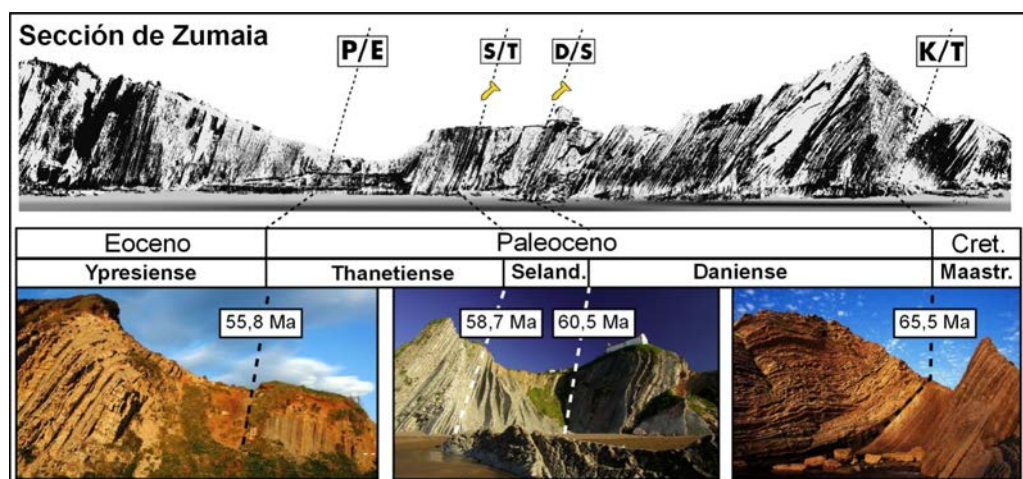 Sección de Zumaia
P/E
S/T
D/S
K/T
Eoceno
Paleoceno
Cret.
Ypresiense
Thanetiense
Seland.
Daniense
Maastr.
55,8 Ma
58,7 Ma
60,5 Ma
65,5 Ma